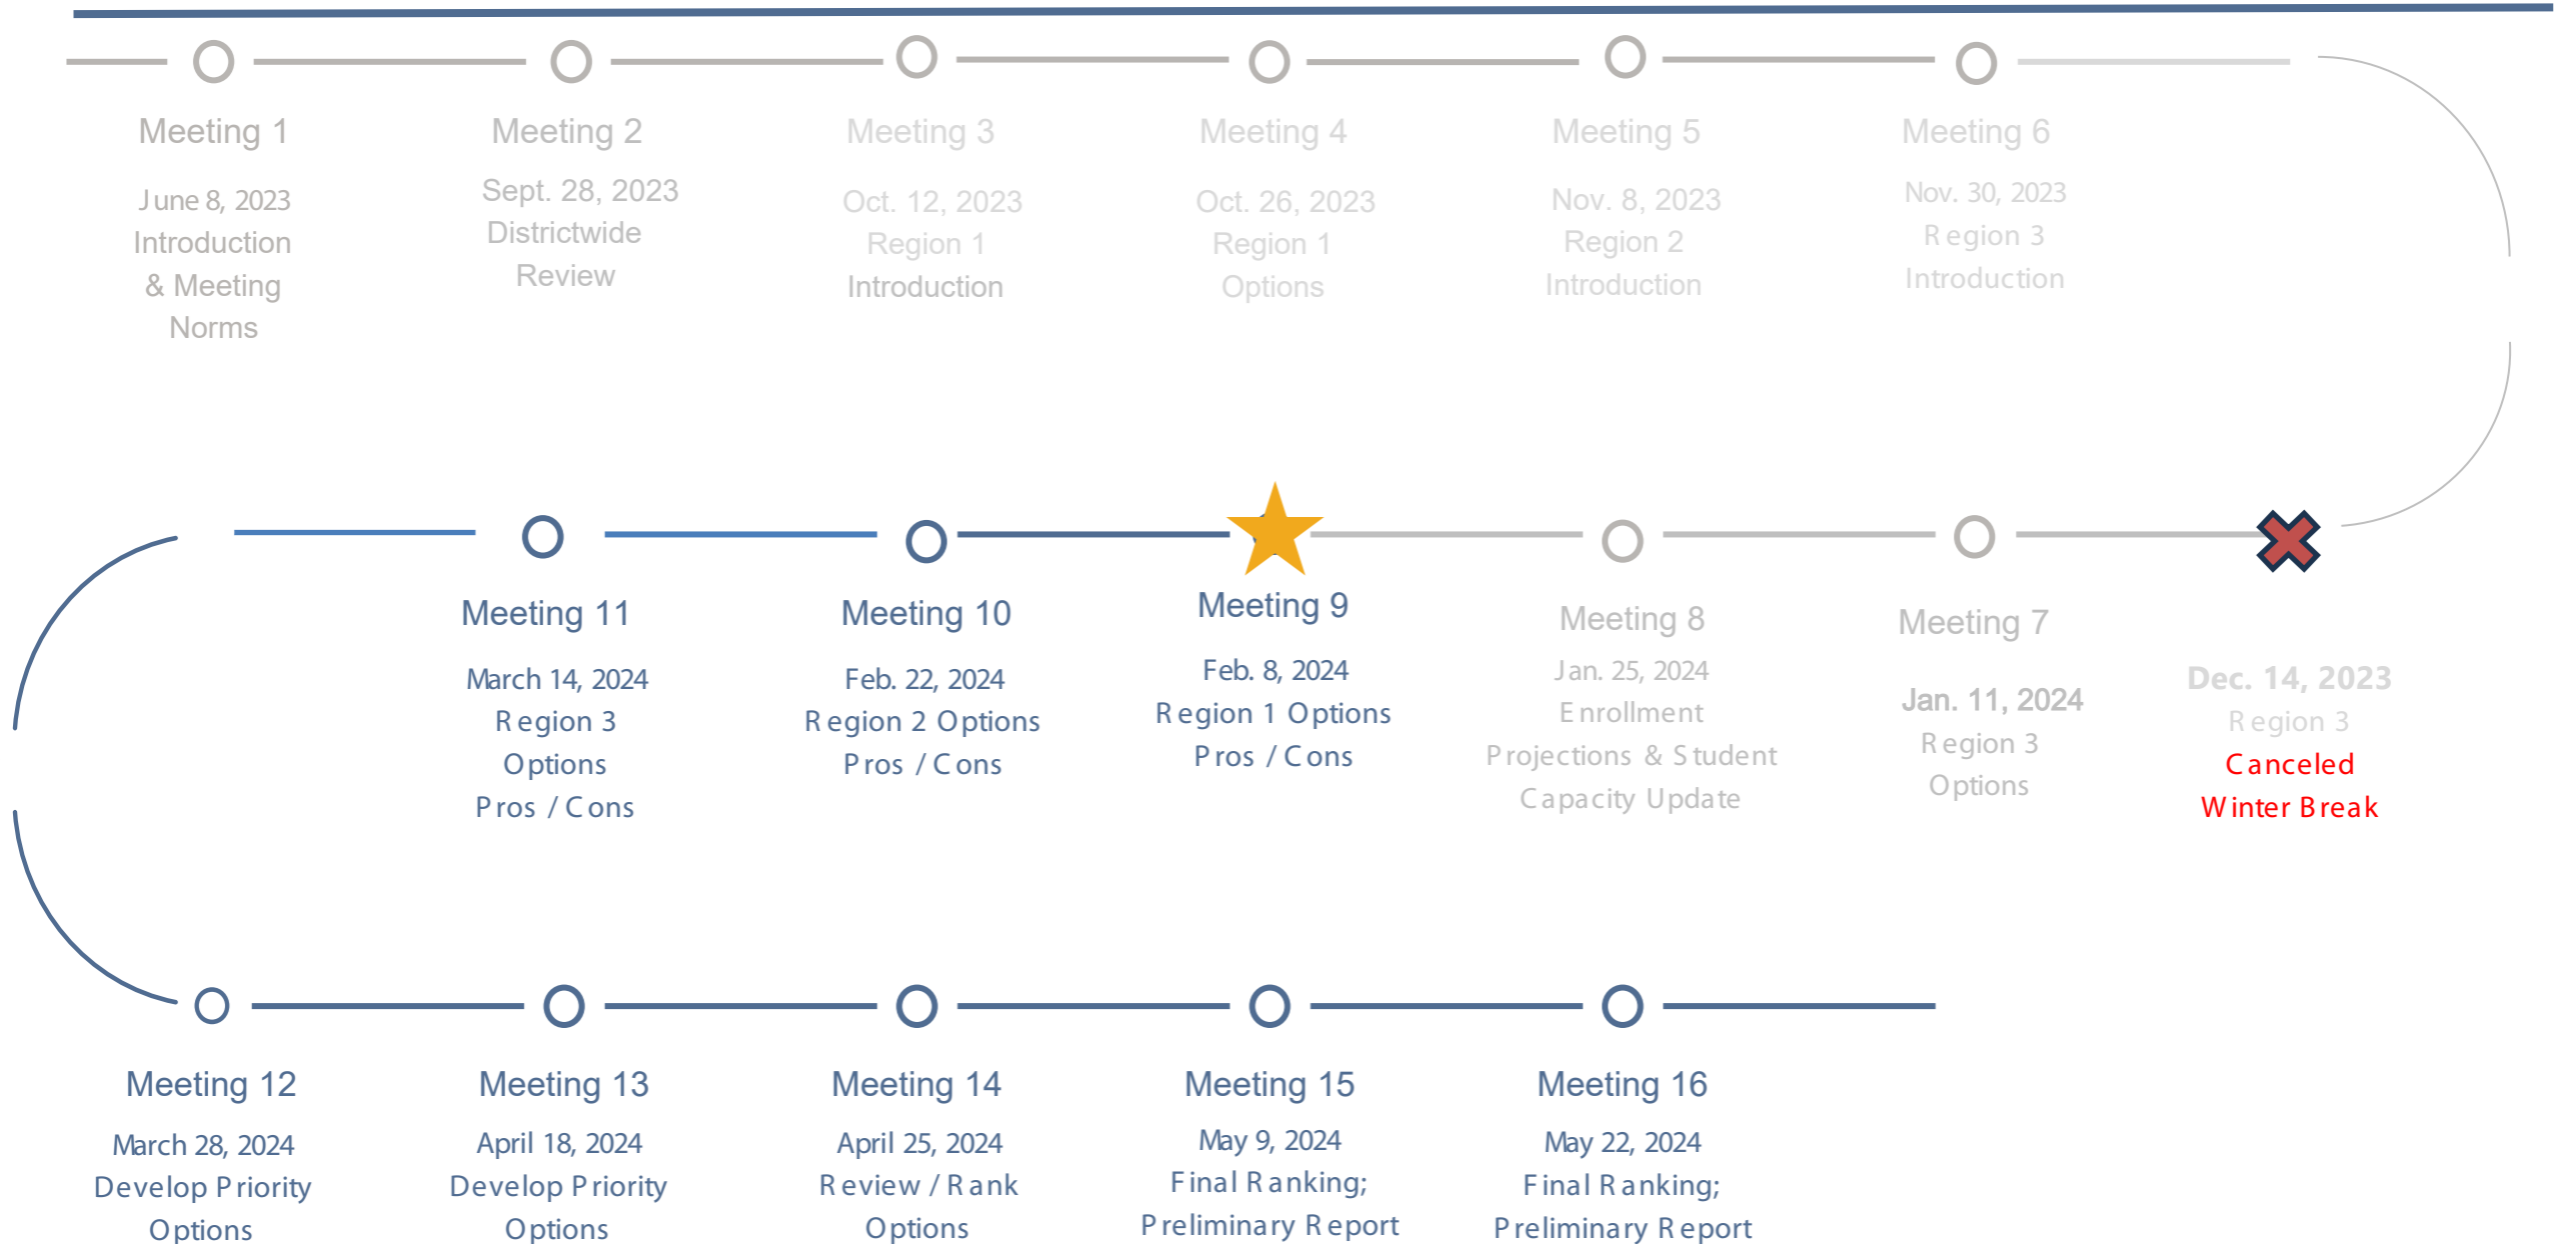 Meeting 1
June 8, 2023
Introduction
& Meeting
Norms
Meeting 2
Sept. 28, 2023
Districtwide
Review
Meeting 3
Oct. 12, 2023
Region 1
Introduction
Meeting 4
Oct. 26, 2023
Region 1
Options
Meeting 5
Nov. 8, 2023
Region 2
Introduction
Meeting 6
Nov. 30, 2023
Region 3
Introduction
Meeting 11
March 14, 2024
Region 3
Options
Pros / Cons
Meeting 10
Feb. 22, 2024
Region 2 Options
Pros / Cons
Meeting 9
Feb. 8, 2024
Region 1 Options
Pros / Cons
Meeting 8
Jan. 25, 2024
Enrollment
Projections & Student
Capacity Update
Meeting 7
Jan. 11, 2024
Region 3
Options
Dec. 14, 2023
Region 3
Canceled
Winter Break
Meeting 12
March 28, 2024
Develop Priority
Options
Meeting 13
April 18, 2024
Develop Priority
Options
Meeting 14
April 25, 2024
Review / Rank
Options
Meeting 15
May 9, 2024
Final Ranking;
Preliminary Report
Meeting 16
May 22, 2024
Final Ranking;
Preliminary Report